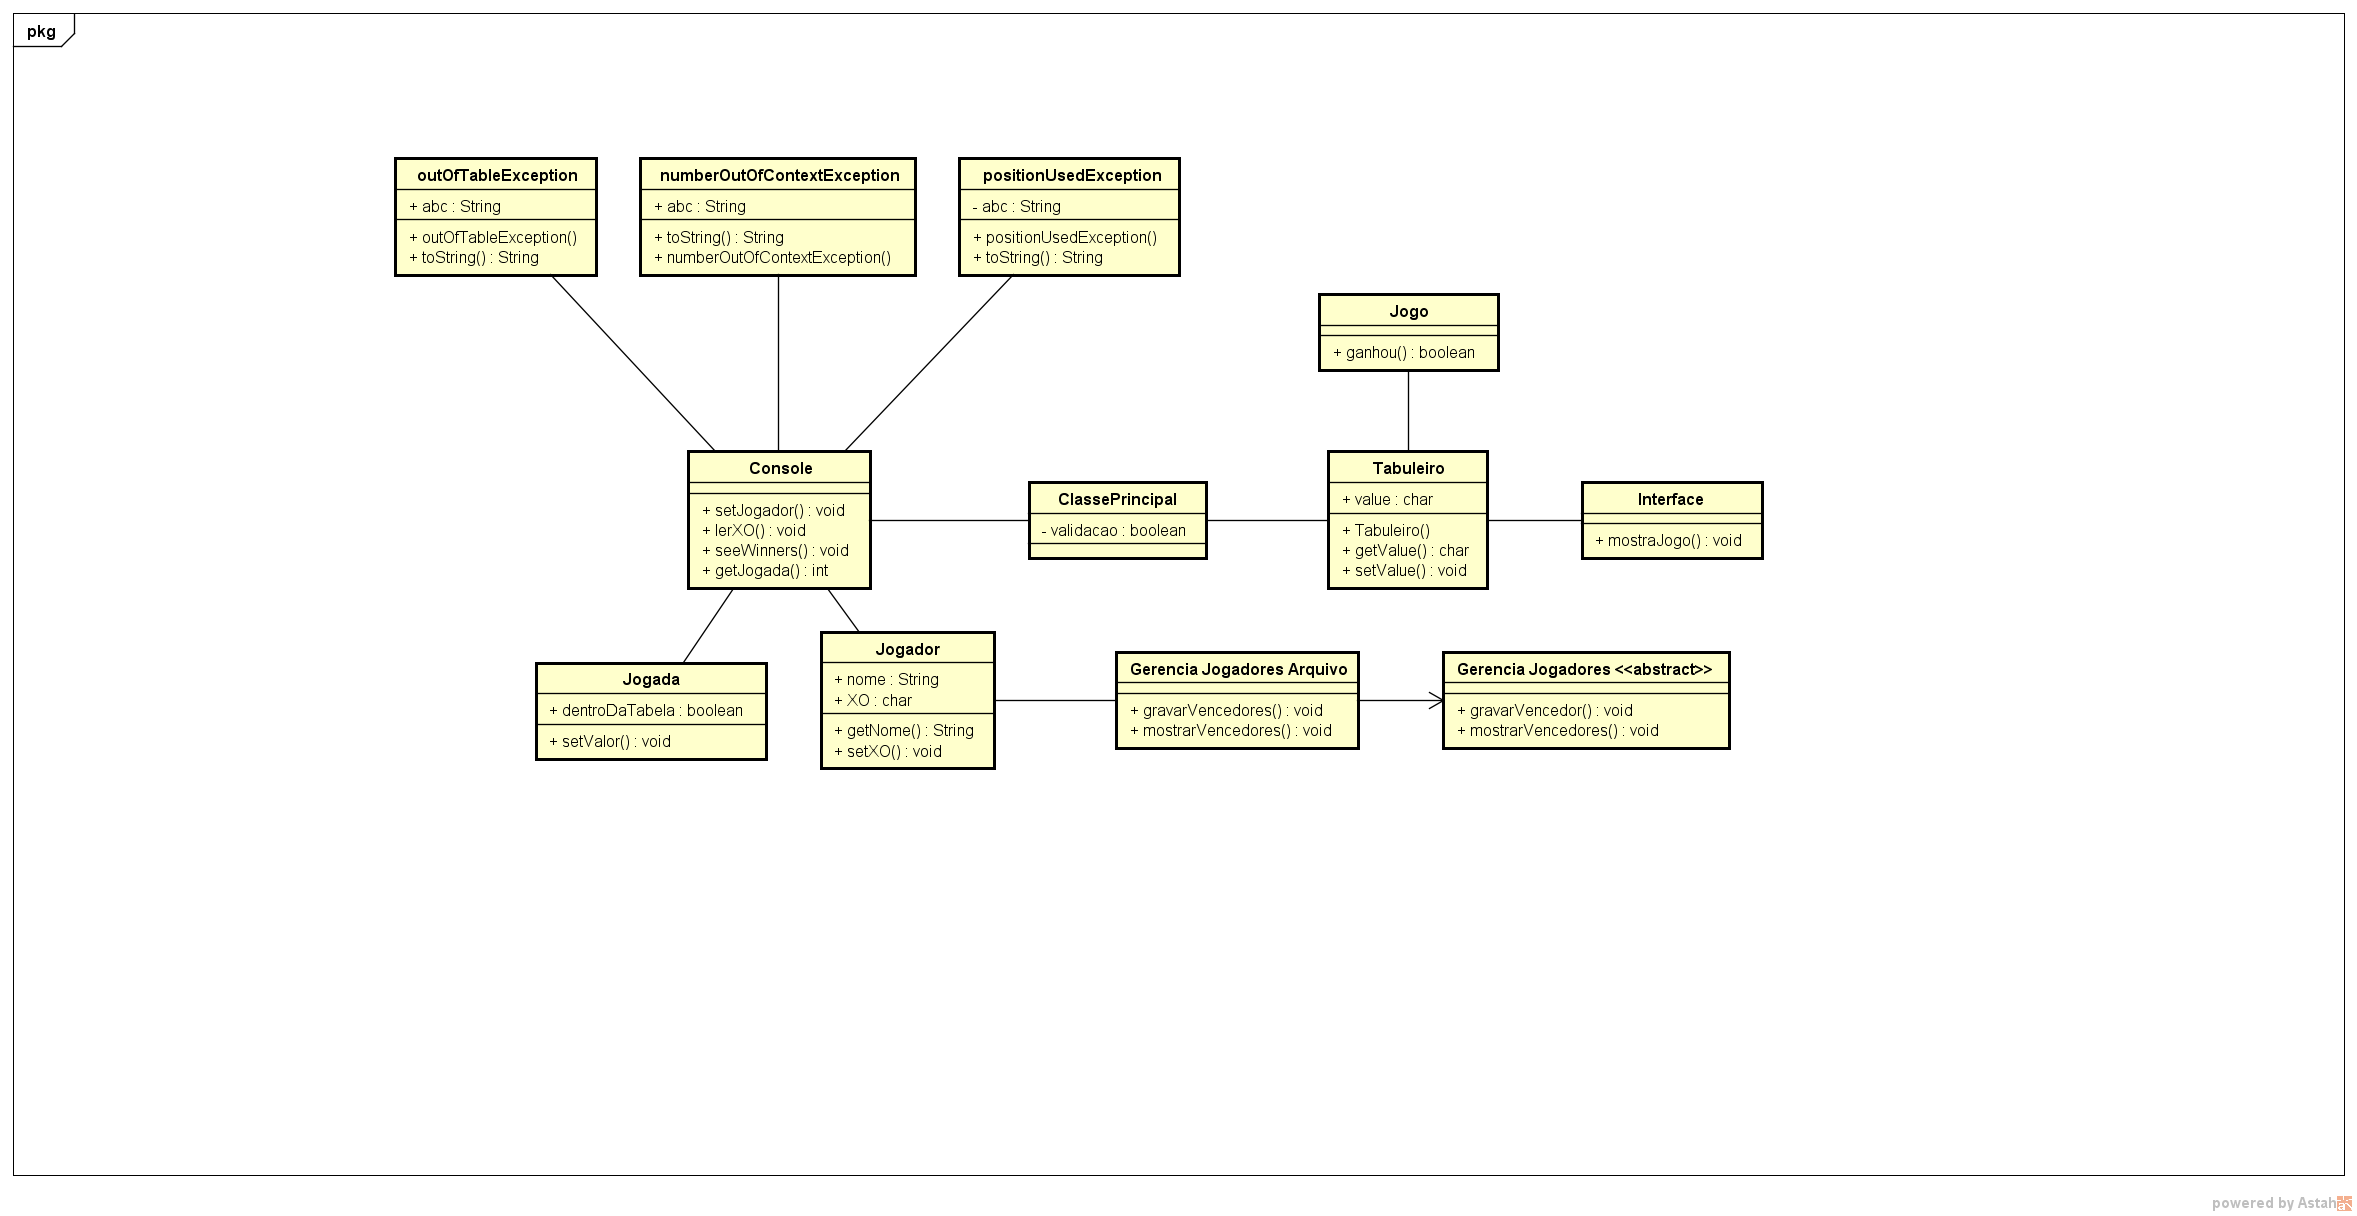 pkg
outOfTableException
+ abc : String
+ outOfTableException()
+ toString() : String
numberOutOfContextException
+ abc : String
+ toString() : String
+ numberOutOfContextException()
positionUsedException
- abc : String
+ positionUsedException()
+ toString() : String
Jogo
+ ganhou() : boolean
Console
+ setJogador() : void
+ lerXO() : void
+ seeWinners() : void
+ getJogada() : int
ClassePrincipal
- validacao : boolean
Tabuleiro
+ value : char
+ Tabuleiro()
+ getValue() : char
+ setValue() : void
Interface
+ mostraJogo() : void
Jogada
+ dentroDaTabela : boolean
+ setValor() : void
Jogador
+ nome : String
+ XO : char
+ getNome() : String
+ setXO() : void
Gerencia Jogadores Arquivo
+ gravarVencedores() : void
+ mostrarVencedores() : void
Gerencia Jogadores <<abstract>>
+ gravarVencedor() : void
+ mostrarVencedores() : void
powered by Astah